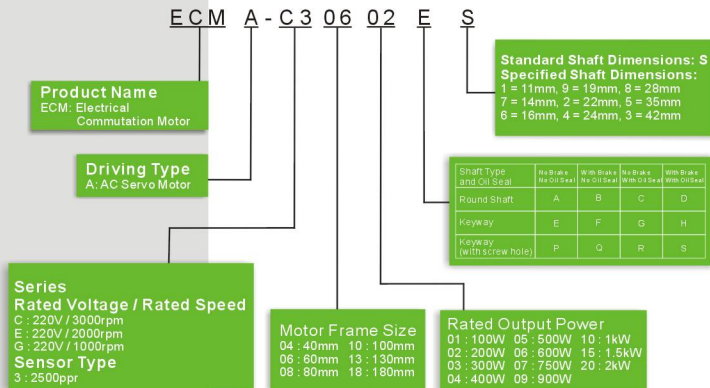 ECM A - C3 06 02 E S
Product Name
ECM: Electrical
Commutation Motor
Driving Type
A: AC Servo Motor
Series
Rated Voltage / Rated Speed
C : 220V / 3000rpm
E : 220V / 2000rpm
G : 220V / 1000rpm
Sensor Type
3 : 2500ppr
Motor Frame Size
04 : 40mm 10 : 100mm
06 : 60mm 13 : 130mm
08 : 80mm 18 : 180mm
Rated Output Power
01 : 100W 05 : 500W 10 : 1kW
02 : 200W 06 : 600W 15 : 1.5kW
03 : 300W 07 : 750W 20 : 2kW
04 : 400W 09 : 900W
Shaft Type
and Oil Seal
No Brake
No Oil Seal
With Brake
No Oil Seal
No Brake
With Oil Seal
With Brake
With Oil Seal
Round Shaft A B C D
Keyway E F G H
Keyway
(with screw hole) P Q R S
Standard Shaft Dimensions: S
Specified Shaft Dimensions:
1 = 11mm, 9 = 19mm, 8 = 28mm
7 = 14mm, 2 = 22mm, 5 = 35mm
6 = 16mm, 4 = 24mm, 3 = 42mm